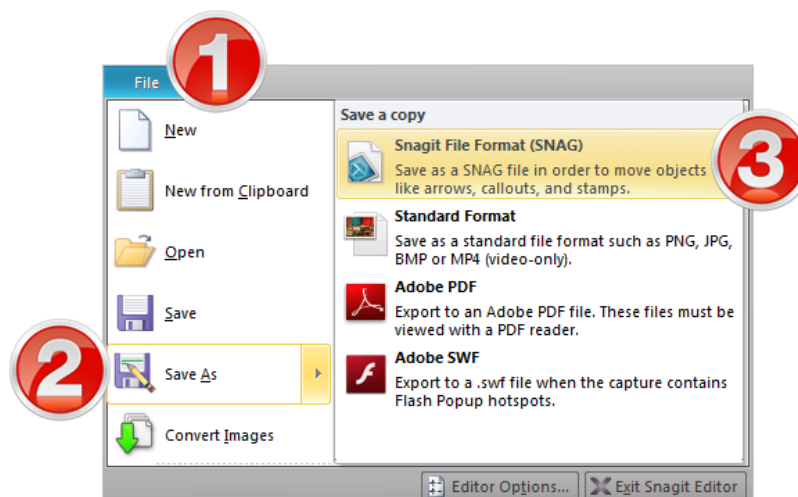 1
File
New
New from Clipboard
Open
Save
2
Save As
Convert Images
Save a copy
Snagit File Format (SNAG)
Save as a SNAG file in order to move objects
like arrows, callouts, and stamps.
3
Standard Format
Save as a standard file format such as PNG, JPG,
BMP or MP4 (video-only).
Adobe PDF
Export to an Adobe PDF file. These files must be
viewed with a PDF reader.
Adobe SWF
Export to a .swf file when the capture contains
Flash Popup hotspots.
Editor Options...
Exit Snagit Editor